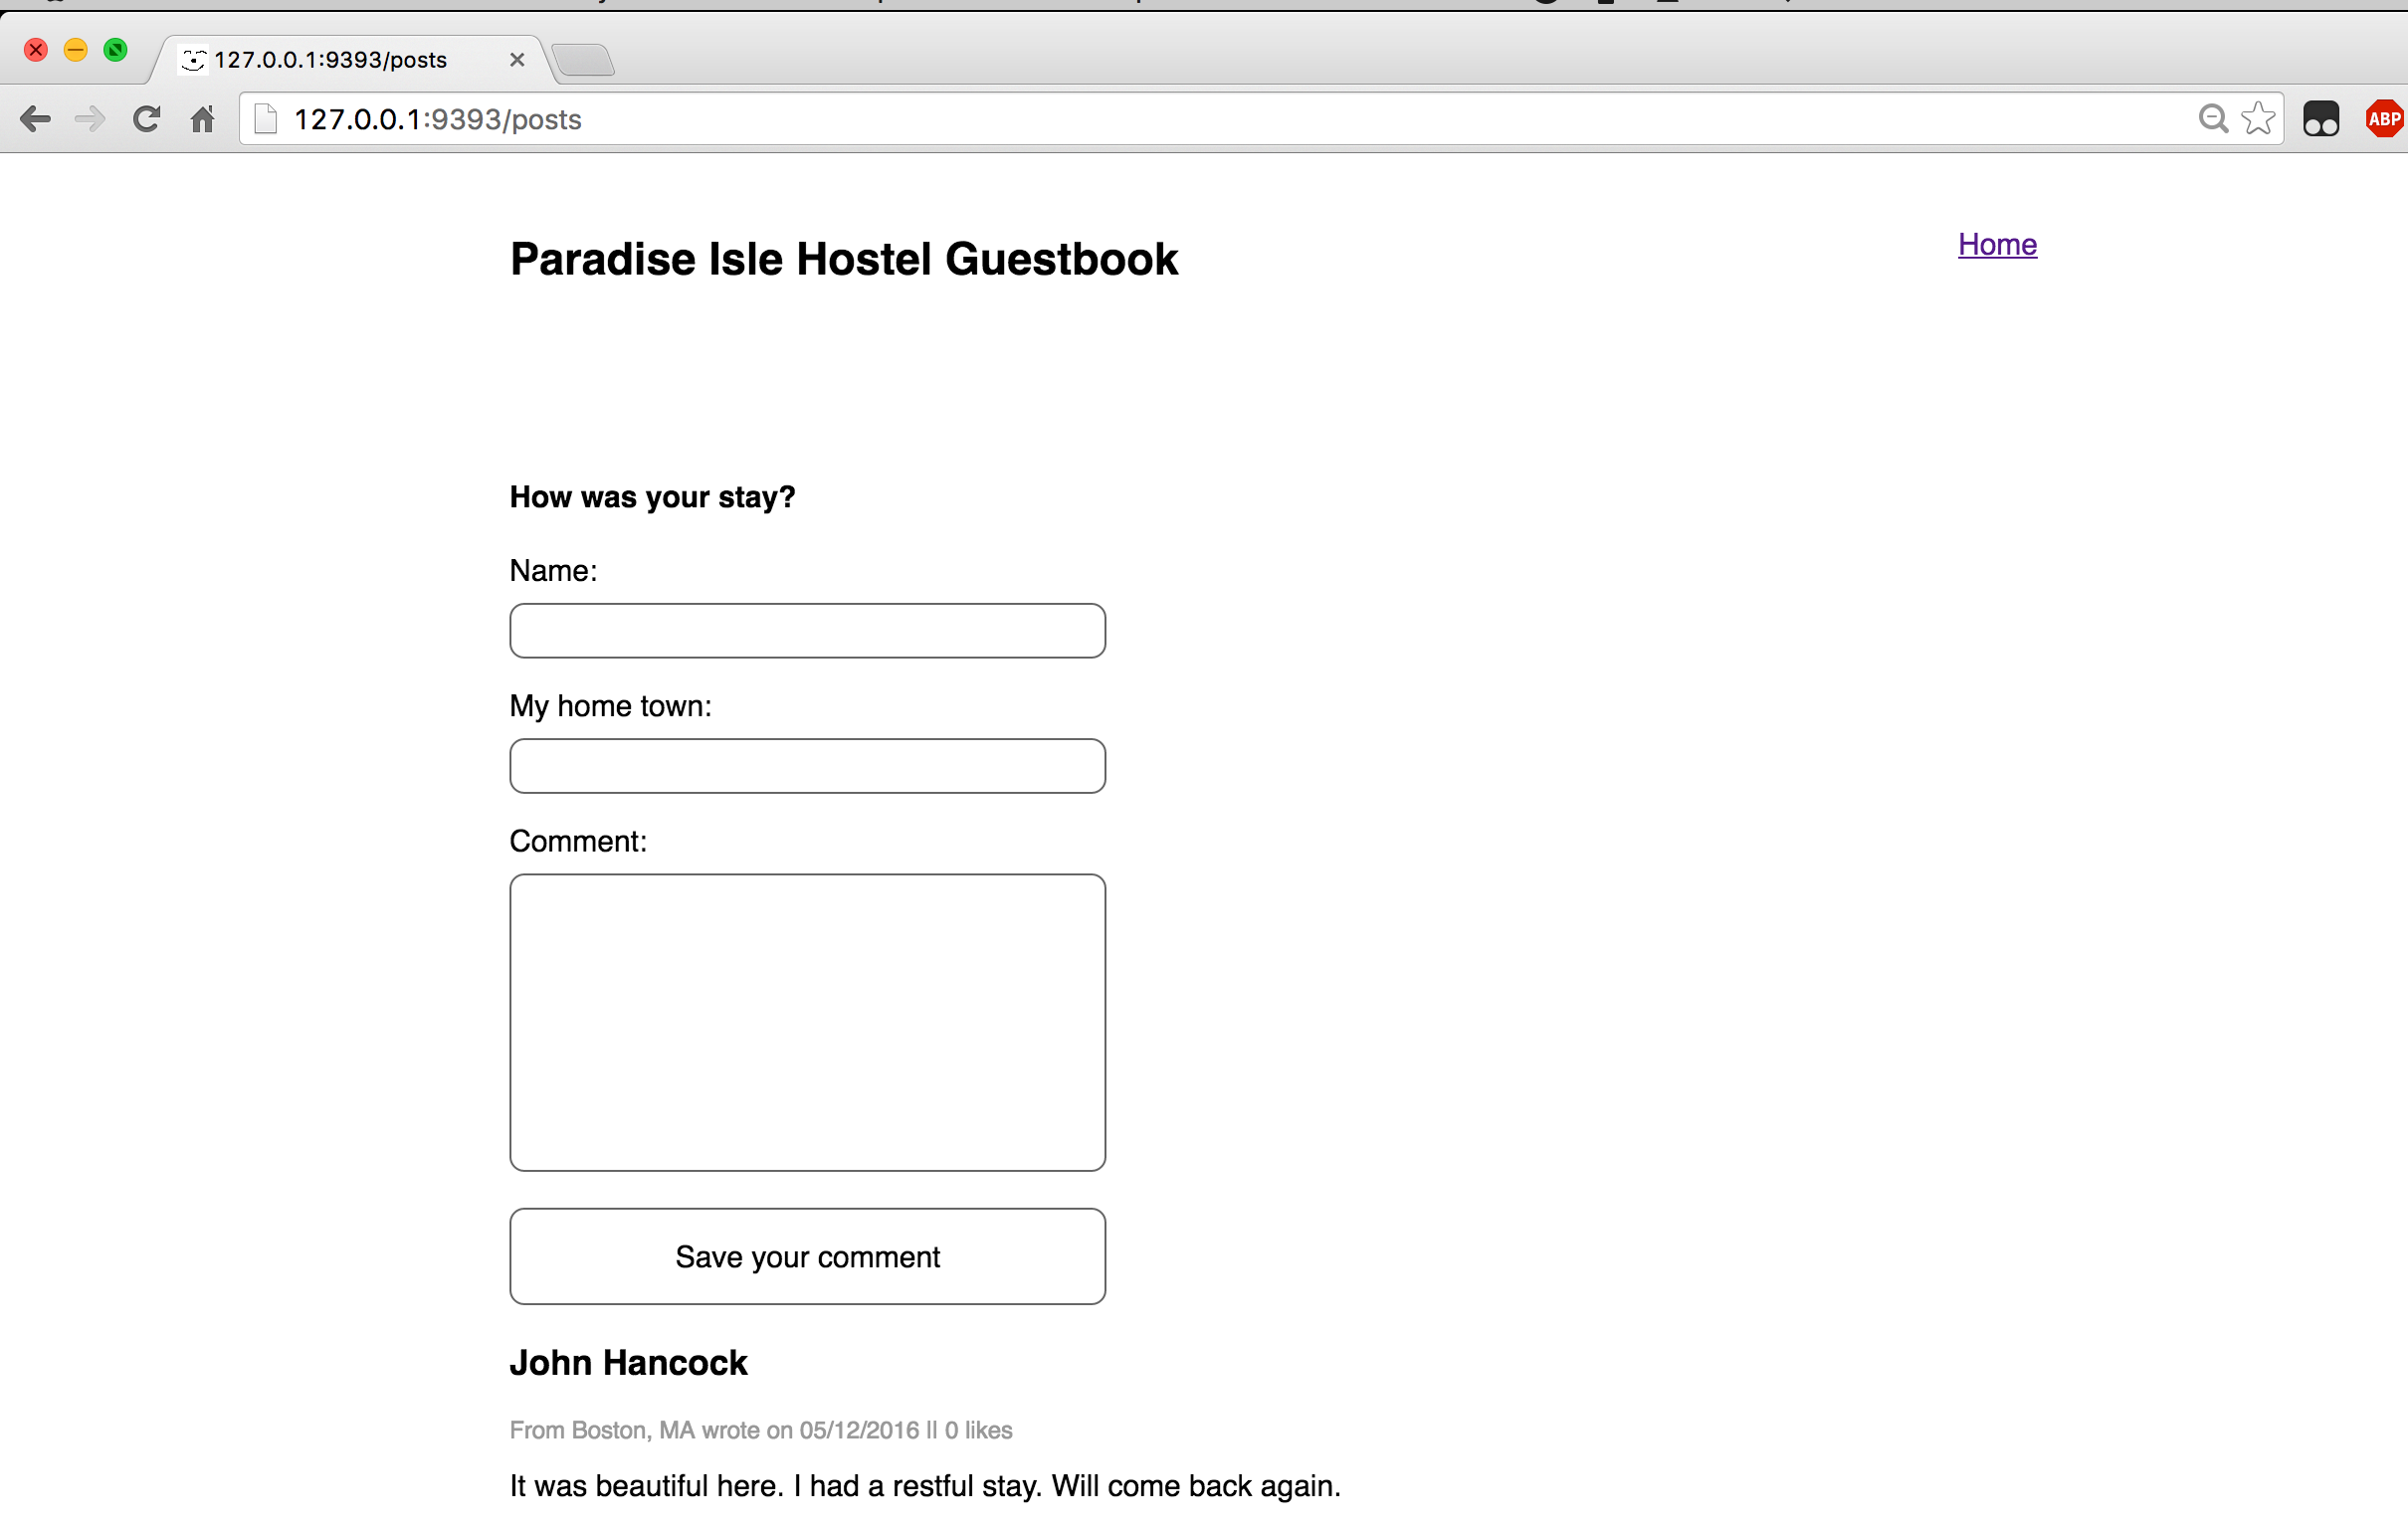 127.0.0.1:9393/posts
127.0.0.1:9393/posts
ABP
Paradise Isle Hostel Guestbook
Home
How was your stay?
Name:
My home town:
Comment:
Save your comment
John Hancock
From Boston, MA wrote on 05/12/2016 || 0 likes
It was beautiful here. I had a restful stay. Will come back again.